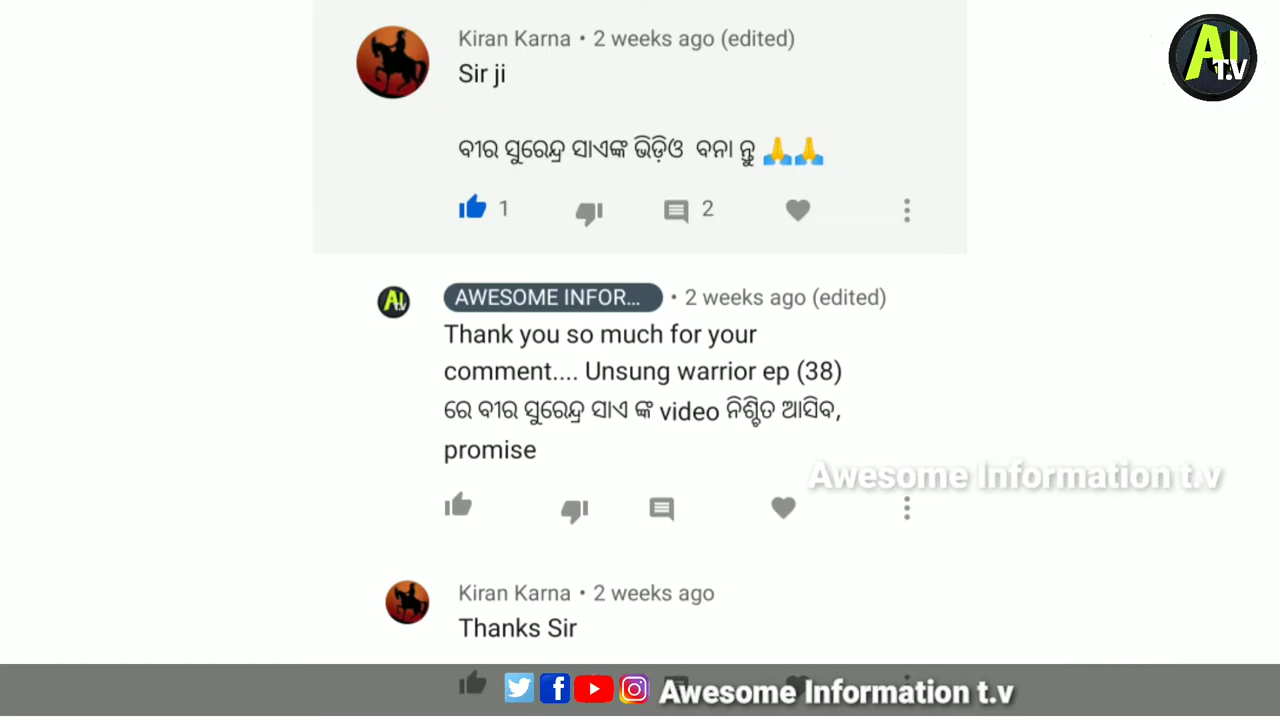 Kiran Karna • 2 weeks ago (edited)
Sir ji
ବୀର ସୁରେନ୍ଦ୍ର ସାଏଙ୍କ ଭିଡ଼ିଓ ବନା ନ୍ତୁ 🙏🙏
1 2
AWESOME INFOR... • 2 weeks ago (edited)
Thank you so much for your
comment.... Unsung warrior ep (38)
ରେ ବୀର ସୁରେନ୍ଦ୍ର ସାଏ ଙ୍କ video ନିଶ୍ଚିତ ଆସିବ,
promise
Awesome Information t.v
Kiran Karna • 2 weeks ago
Thanks Sir
Awesome Information t.v
AI
T.V